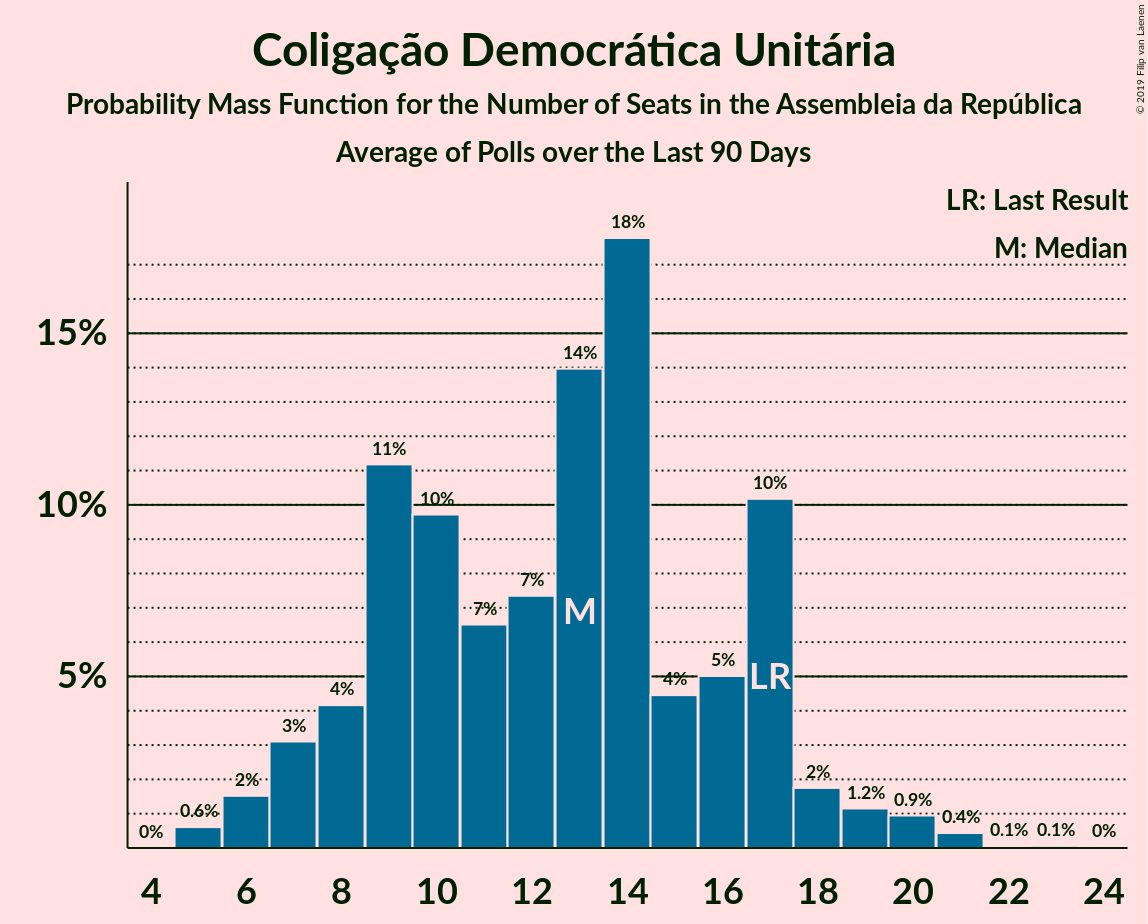 Coligação Democrática Unitária
Probability Mass Function for the Number of Seats in the Assembleia da República
Average of Polls over the Last 90 Days
© 2019 Filip van Laenen
LR: Last Result
M: Median
15%
10%
5%
0%
0.6%
2%
3%
4%
11%
10%
7%
7%
14%
18%
4%
5%
10%
2%
1.2%
0.9%
0.4%
0.1%
0.1%
0%
M
LR
4 6 8 10 12 14 16 18 20 22 24